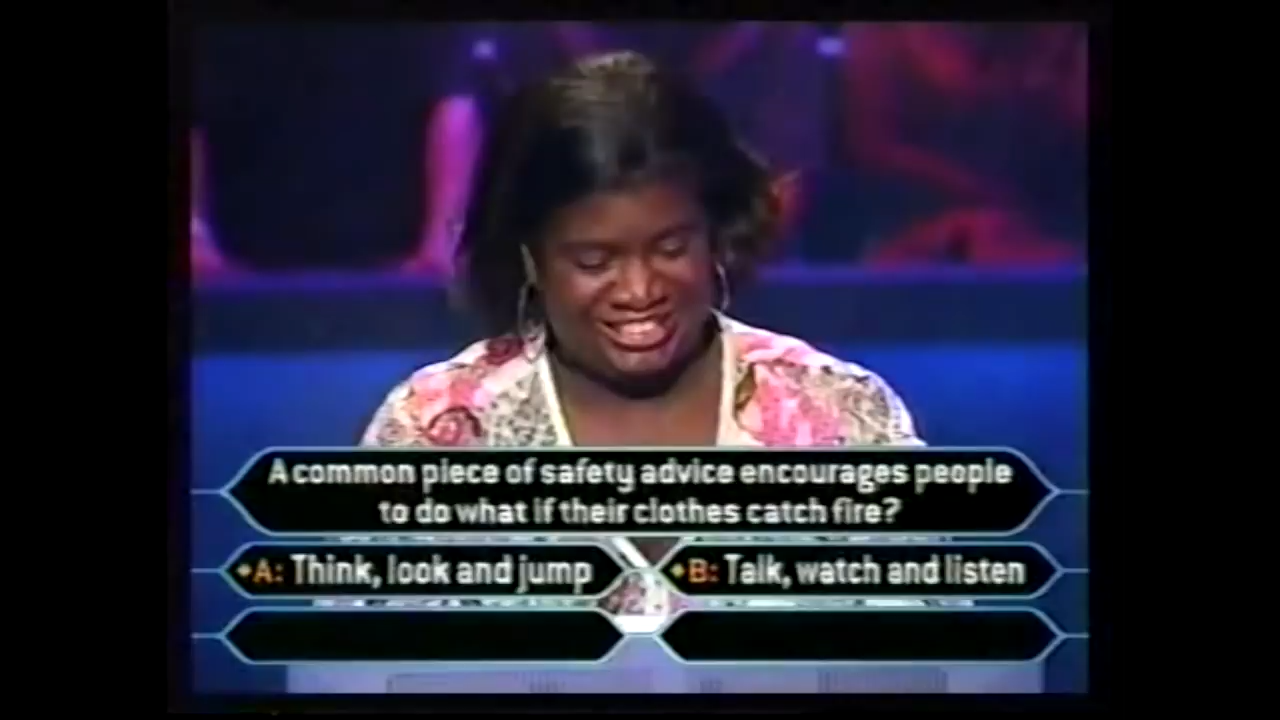 A common piece of safety advice encourages people
to do what if their clothes catch fire?
A: Think, look and jump
B: Talk, watch and listen